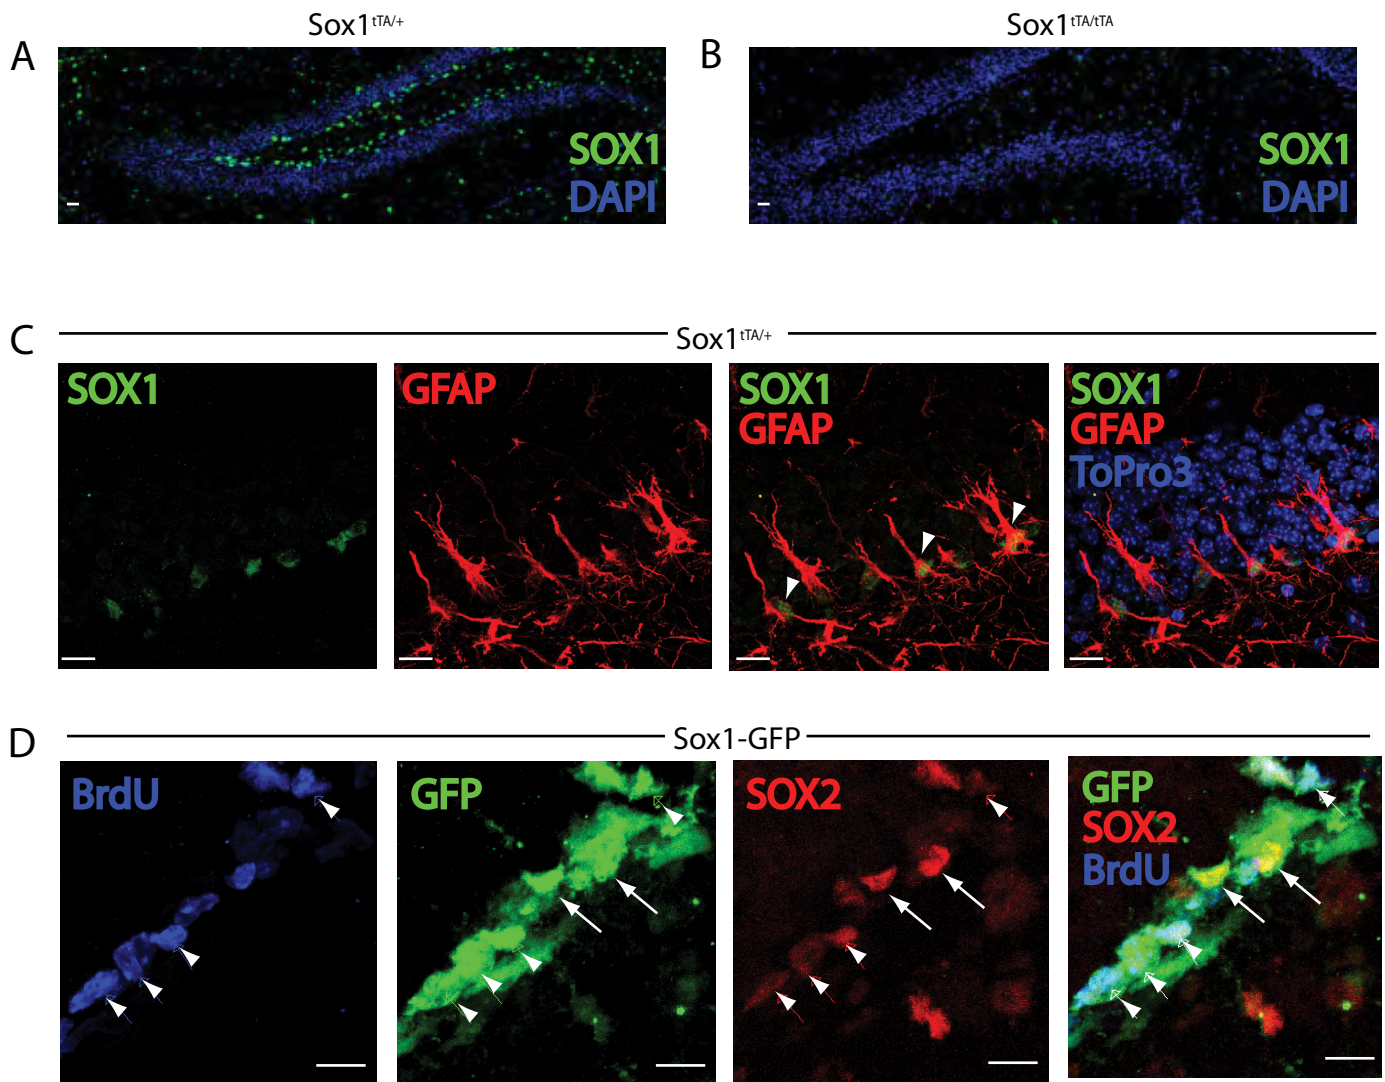 A
Sox1tTA/+
SOX1
DAPI
B
Sox1tTA/tTA
SOX1
DAPI
C
Sox1tTA/+
SOX1
GFAP
SOX1
GFAP
SOX1
GFAP
ToPro3
D
Sox1-GFP
BrdU
GFP
SOX2
GFP
SOX2
BrdU